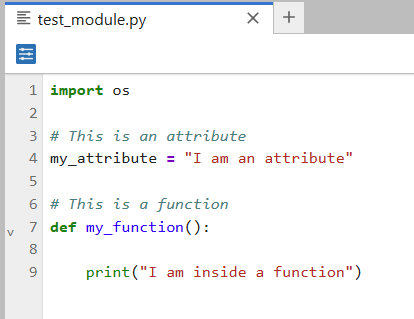 test_module.py
1 import os
2
3 # This is an attribute
4 my_attribute = "I am an attribute"
5
6 # This is a function
7 def my_function():
8
9     print("I am inside a function")